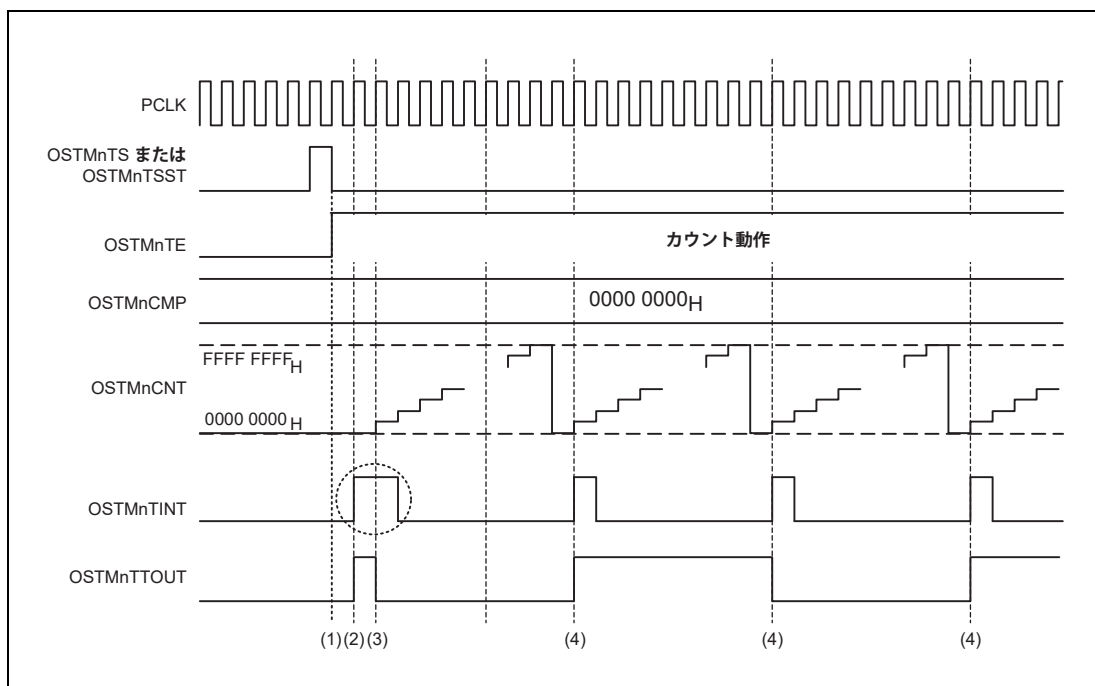 PCLK
OSTMnTS または
OSTMnTSST
OSTMnTE
カウント動作
OSTMnCMP
0000 0000H
FFFF FFFFH
OSTMnCNT
0000 0000H
OSTMnTINT
OSTMnTTOUT
(1) (2) (3) (4) (4) (4)